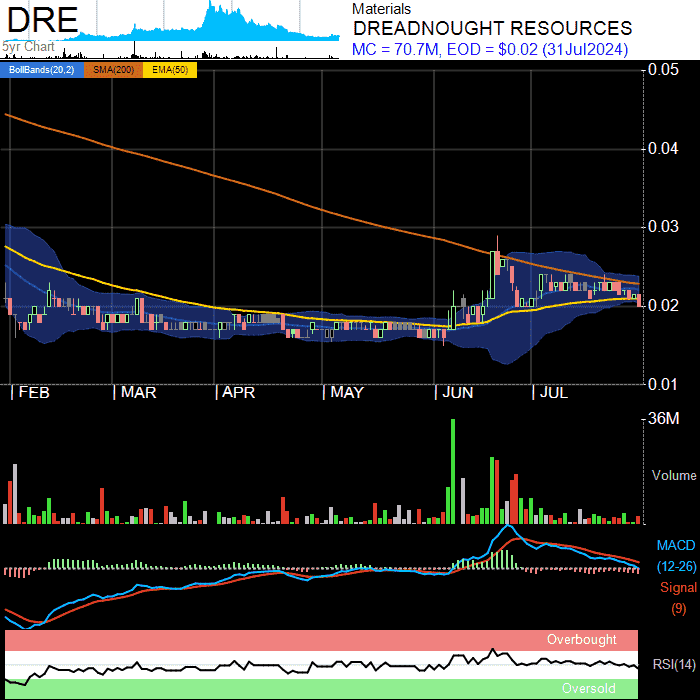 DRE
5yr Chart
Materials
DREADNOUGHT RESOURCES
MC = 70.7M, EOD = $0.02 (31Jul2024)
BollBands(20,2) SMA(200) EMA(50)
0.05
0.04
0.03
0.02
0.01
| FEB | MAR | APR | MAY | JUN | JUL
36M
Volume
MACD
(12-26)
Signal
(9)
Overbought
RSI(14)
Oversold